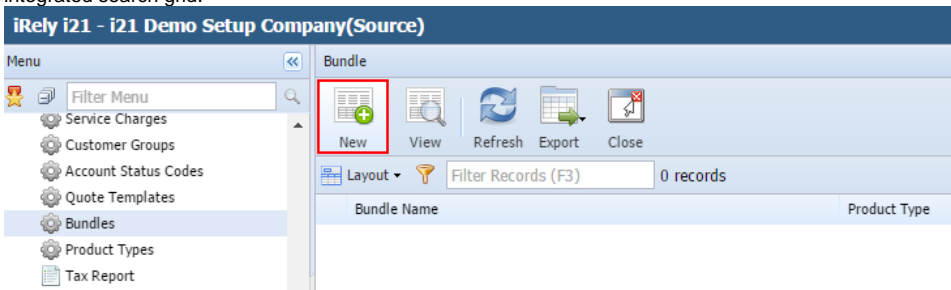 integrated search grid.
iRely i21 - i21 Demo Setup Company(Source)
Menu
Bundle
Filter Menu
Service Charges
Customer Groups
Account Status Codes
Quote Templates
Bundles
Product Types
Tax Report
New View Refresh Export Close
Layout Filter Records (F3) 0 records
Bundle Name Product Type